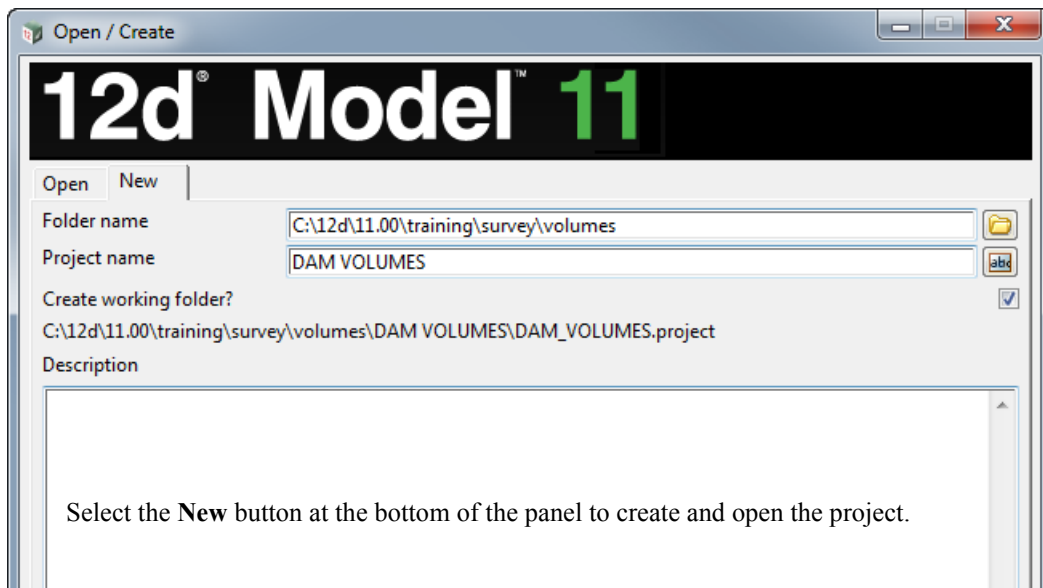 Open / Create
12d® Model™ 11
Open New
Folder name C:\12d\11.00\training\survey\volumes
Project name DAM VOLUMES
abc
Create working folder?
C:\12d\11.00\training\survey\volumes\DAM VOLUMES\DAM_VOLUMES.project
Description
Select the New button at the bottom of the panel to create and open the project.